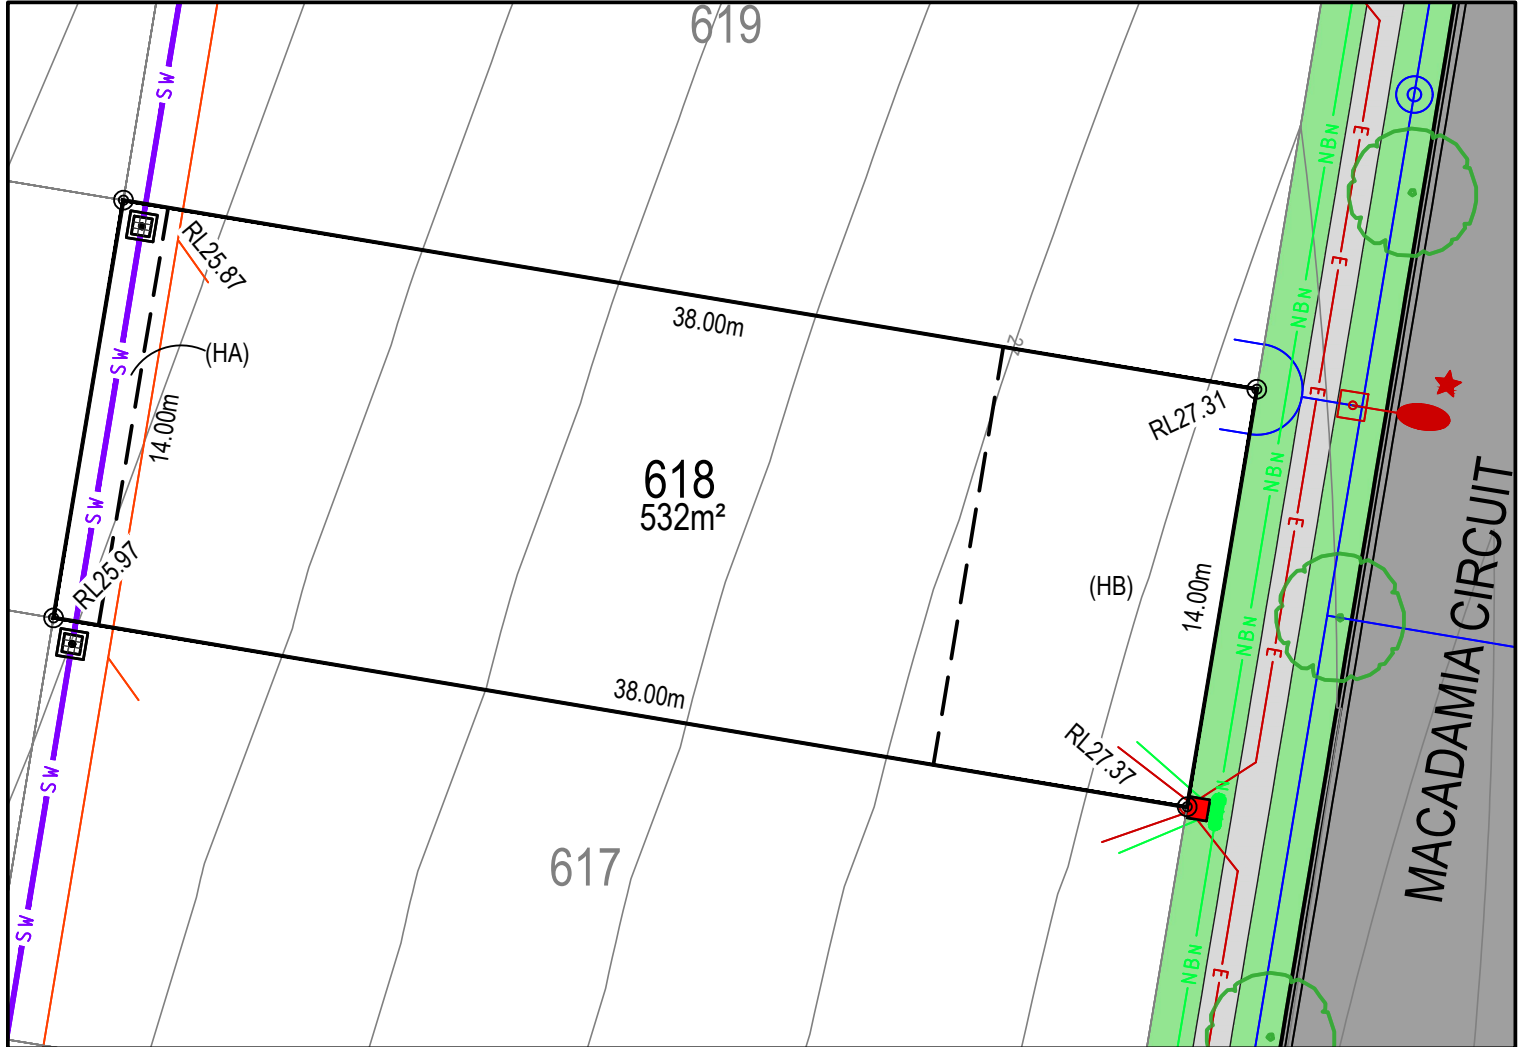 619
SW
NBN
E
RL25.87
38.00m
27
E
NBN
(HA)
SW
E
RL27.31
14.00m
618
532m²
NBN
SW
E
MACADAMIA CIRCUIT
RL25.97
(HB)
14.00m
NBN
E
38.00m
RL27.37
SW
N
617
SW
NBN
E